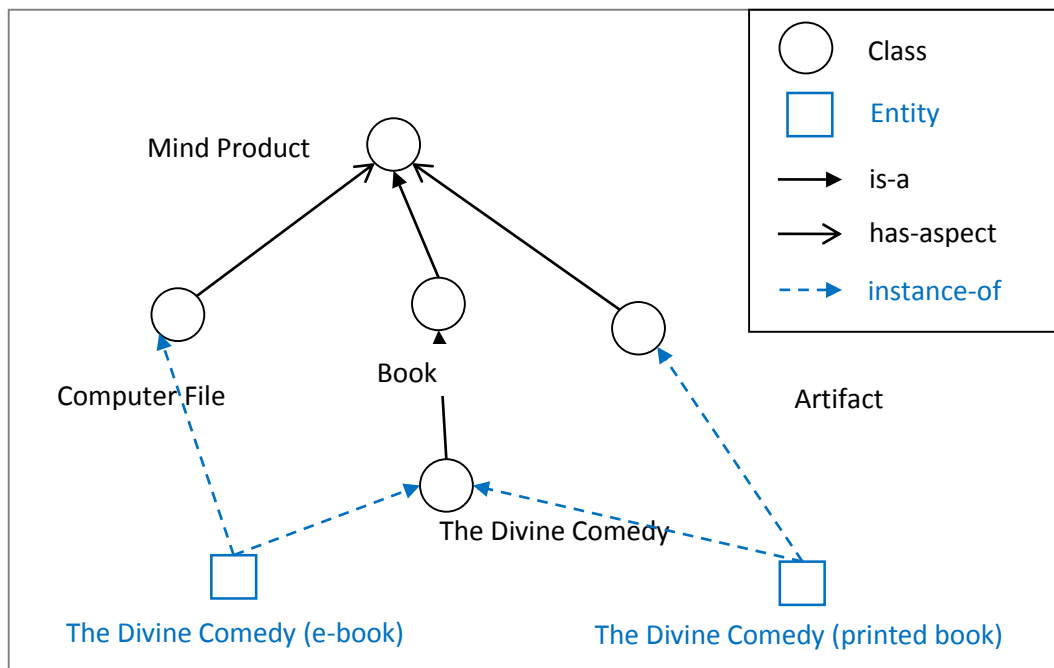 Class
Entity
Mind Product
is-a
has-aspect
instance-of
Book
Computer File
Artifact
The Divine Comedy
The Divine Comedy (e-book)
The Divine Comedy (printed book)